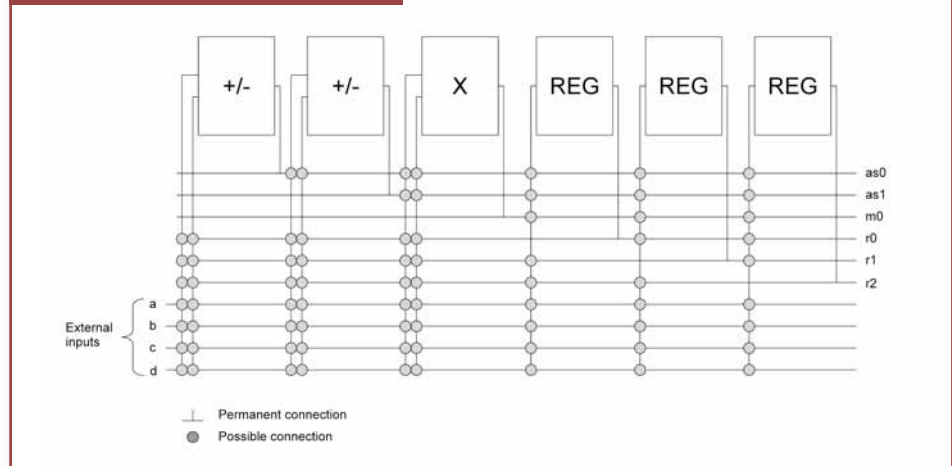 +/- +/- X REG REG REG
as0
as1
m0
r0
r1
r2
a
b
External
inputs
c
d
Permanent connection
Possible connection